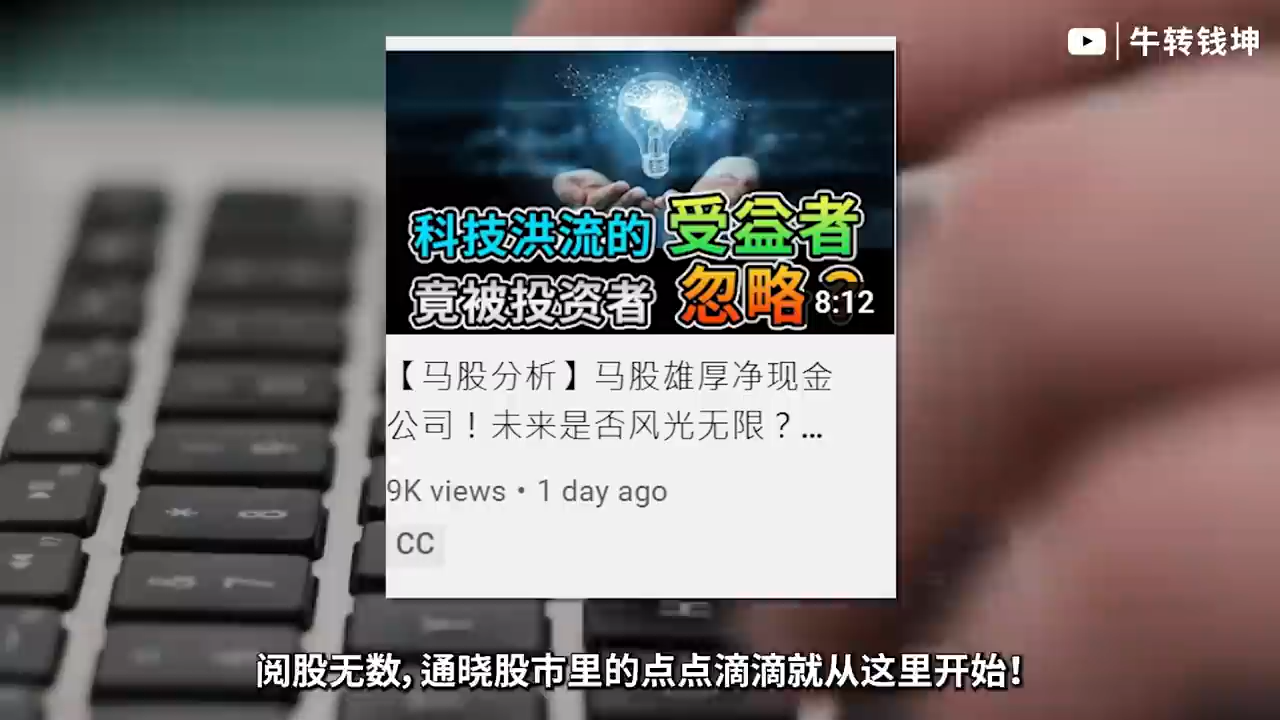 牛转钱坤
科技洪流的 受益者
竟被投资者 忽略?
8:12
【马股分析】马股雄厚净现金
公司！未来是否风光无限？...
9K views • 1 day ago
CC
阅股无数, 通晓股市里的点点滴滴就从这里开始!